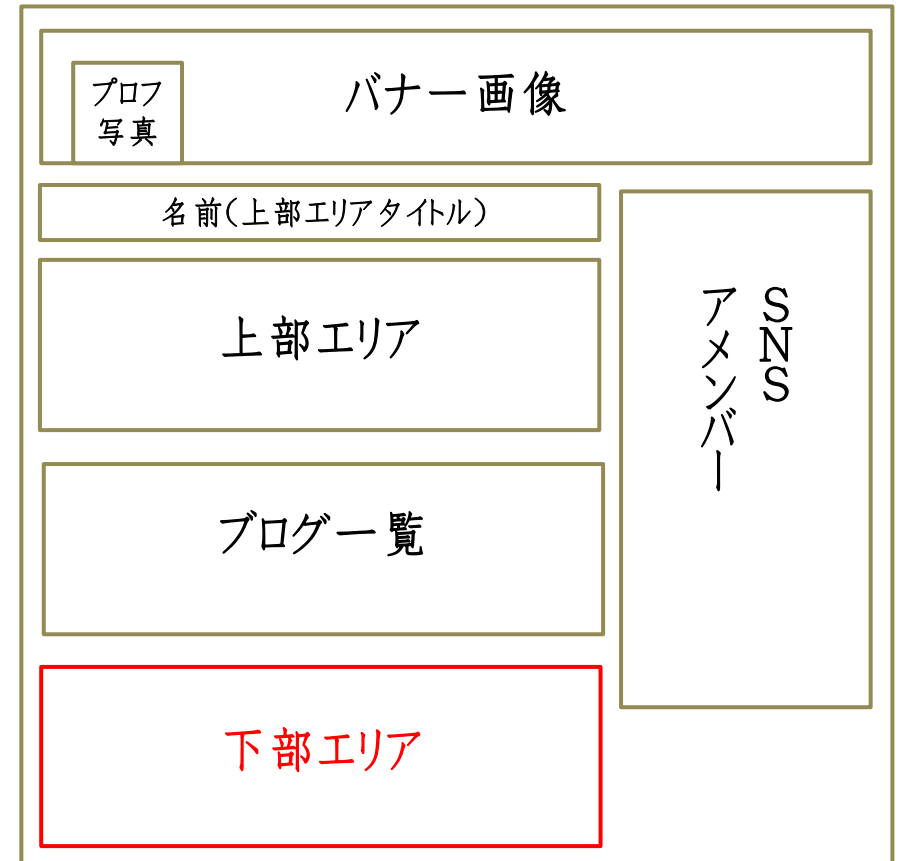 プロフ
写真
バナー画像
名前(上部エリアタイトル)
上部エリア
SNS
アメンバー
ブログ一覧
下部エリア